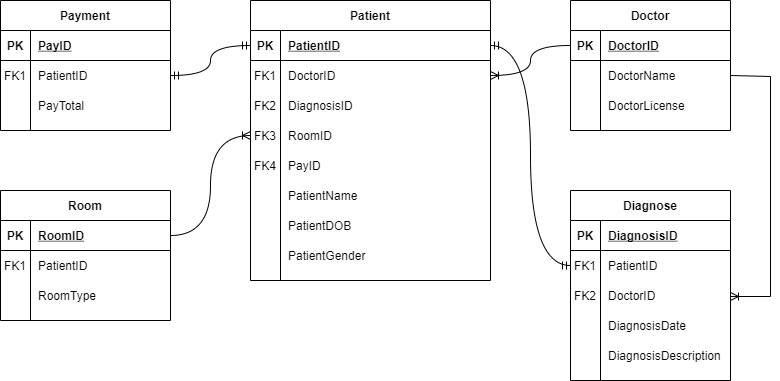 Payment
PK PayID
FK1 PatientID
PayTotal
Patient
PK PatientID
FK1 DoctorID
FK2 DiagnosisID
FK3 RoomID
FK4 PayID
PatientName
PatientDOB
PatientGender
Doctor
PK DoctorID
DoctorName
DoctorLicense
Room
PK RoomID
FK1 PatientID
RoomType
Diagnose
PK DiagnosisID
FK1 PatientID
FK2 DoctorID
DiagnosisDate
DiagnosisDescription